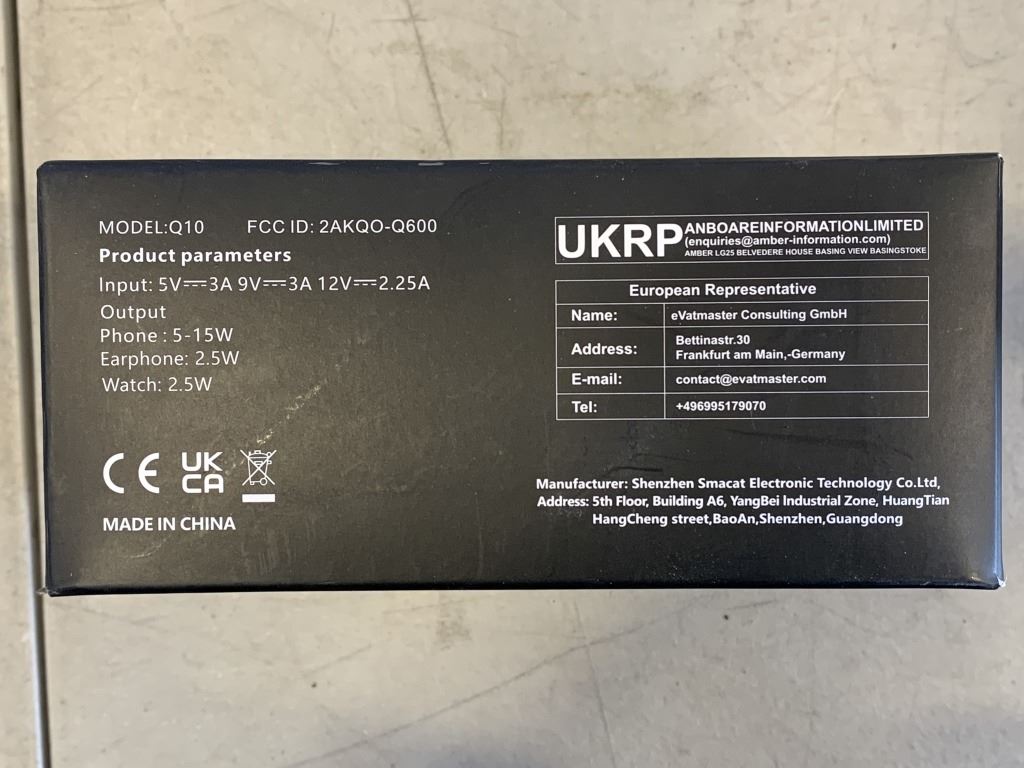 MODEL:Q10 FCC ID: 2AKQO-Q600
Product parameters
Input: 5V⎓3A 9V⎓3A 12V⎓2.25A
Output
Phone : 5-15W
Earphone: 2.5W
Watch: 2.5W
CE UK
CA
MADE IN CHINA
UKRP ANBOAREINFORMATIONLIMITED
(enquiries@amber-information.com)
AMBER LG25 BELVEDERE HOUSE BASING VIEW BASINGSTOKE
European Representative
Name: eVatmaster Consulting GmbH
Address: Bettinastr.30
Frankfurt am Main,-Germany
E-mail: contact@evatmaster.com
Tel: +496995179070
Manufacturer: Shenzhen Smacat Electronic Technology Co.Ltd,
Address: 5th Floor, Building A6, YangBei Industrial Zone, HuangTian
HangCheng street,BaoAn,Shenzhen,Guangdong